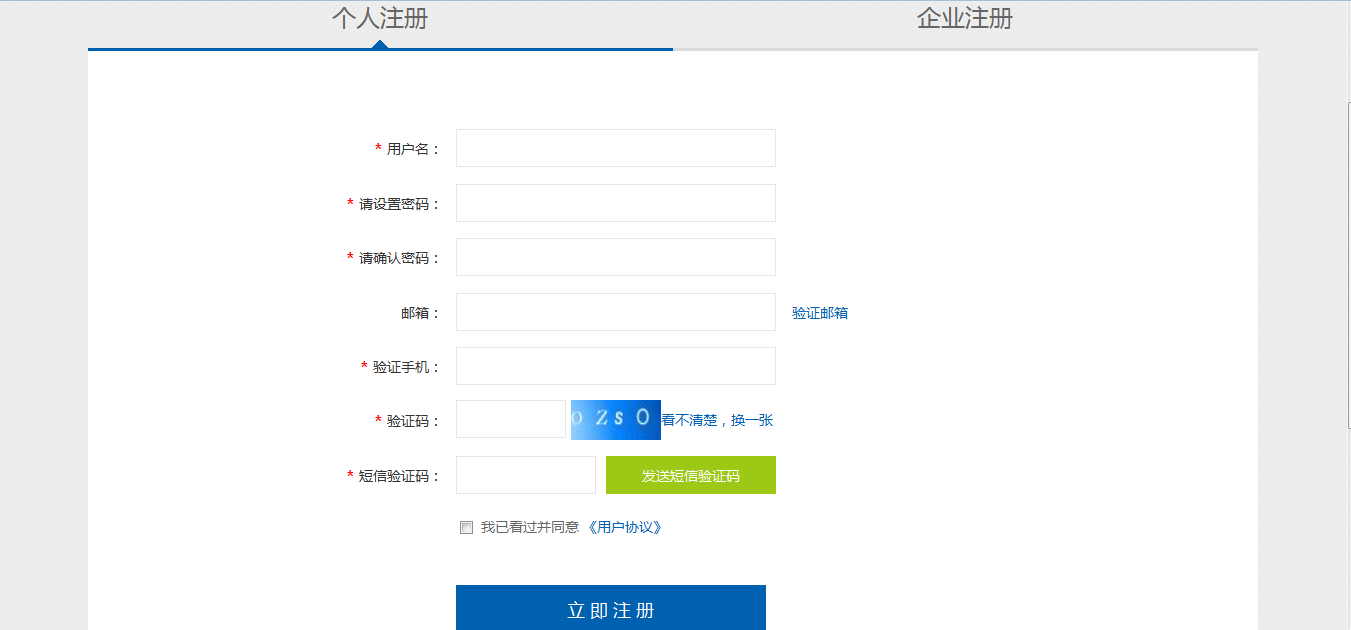 个人注册 企业注册
* 用户名：
* 请设置密码：
* 请确认密码：
邮箱： 验证邮箱
* 验证手机：
* 验证码： o Z s O 看不清楚，换一张
* 短信验证码： 发送短信验证码
我已看过并同意 《用户协议》
立即注册